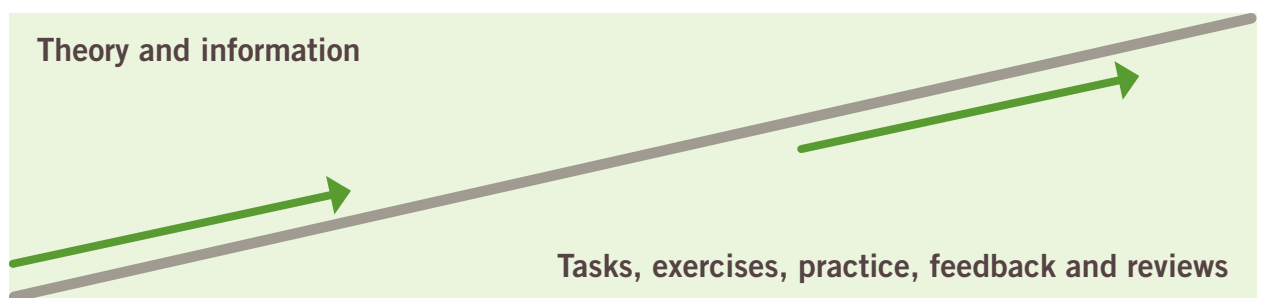 Theory and information
Tasks, exercises, practice, feedback and reviews